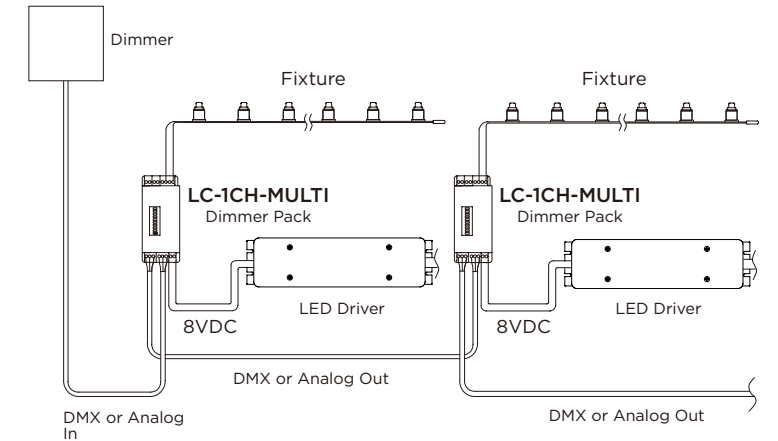 Dimmer
Fixture
Fixture
LC-1CH-MULTI
Dimmer Pack
LC-1CH-MULTI
Dimmer Pack
LED Driver
LED Driver
8VDC
8VDC
DMX or Analog Out
DMX or Analog
In
DMX or Analog Out